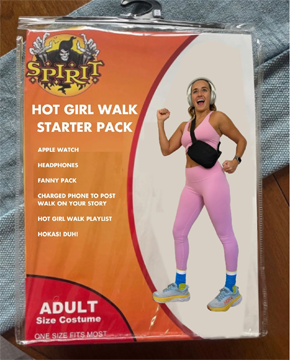 SPIRIT
HOT GIRL WALK
STARTER PACK
APPLE WATCH
HEADPHONES
FANNY PACK
CHARGED PHONE TO POST
WALK ON YOUR STORY
HOT GIRL WALK PLAYLIST
HOKAS! DUH!
ADULT
Size Costume
ONE SIZE FITS MOST